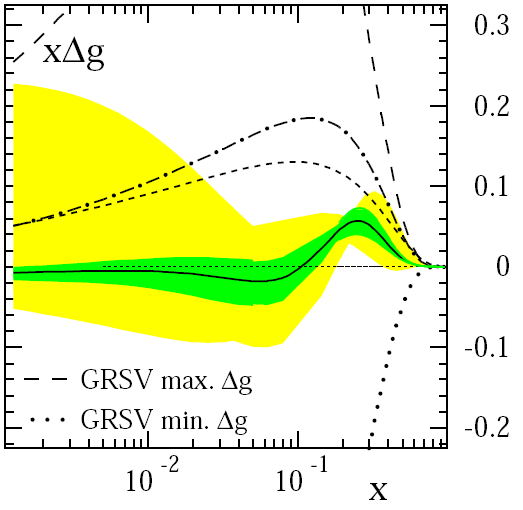 xΔg
0.3
0.2
0.1
0
-0.1
-0.2
GRSV max. Δg
GRSV min. Δg
10 -2
10 -1
x